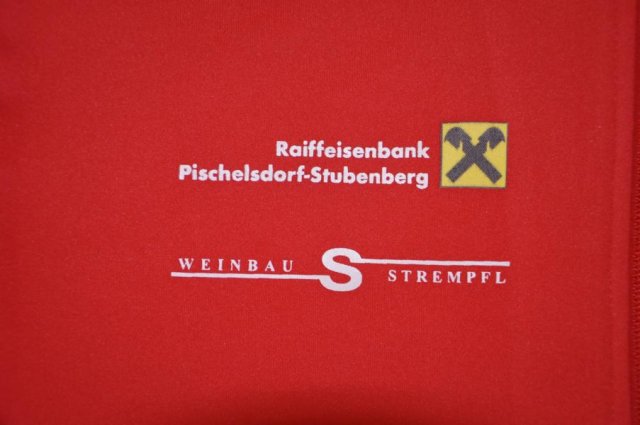 Raiffeisenbank
Pischelsdorf-Stubenberg
WEINBAU S STREMPFL